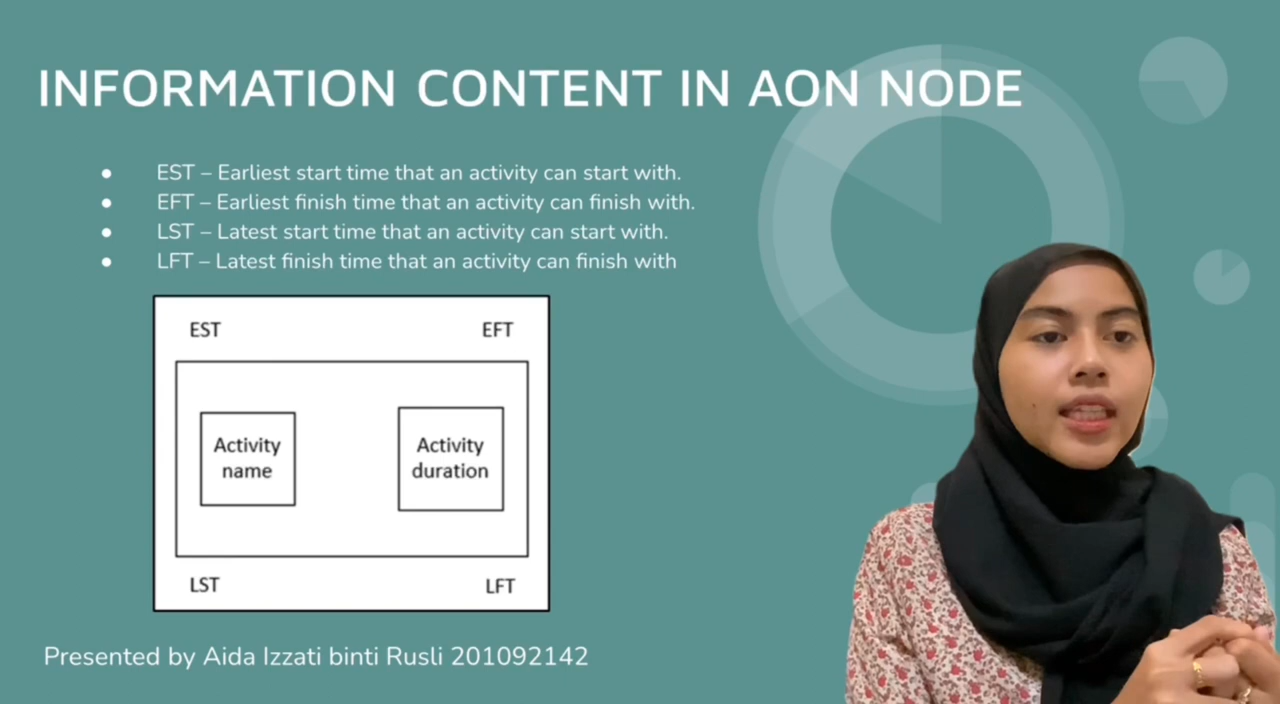 INFORMATION CONTENT IN AON NODE
● EST – Earliest start time that an activity can start with.
● EFT – Earliest finish time that an activity can finish with.
● LST – Latest start time that an activity can start with.
● LFT – Latest finish time that an activity can finish with
EST EFT
Activity name
Activity duration
LST LFT
Presented by Aida Izzati binti Rusli 201092142